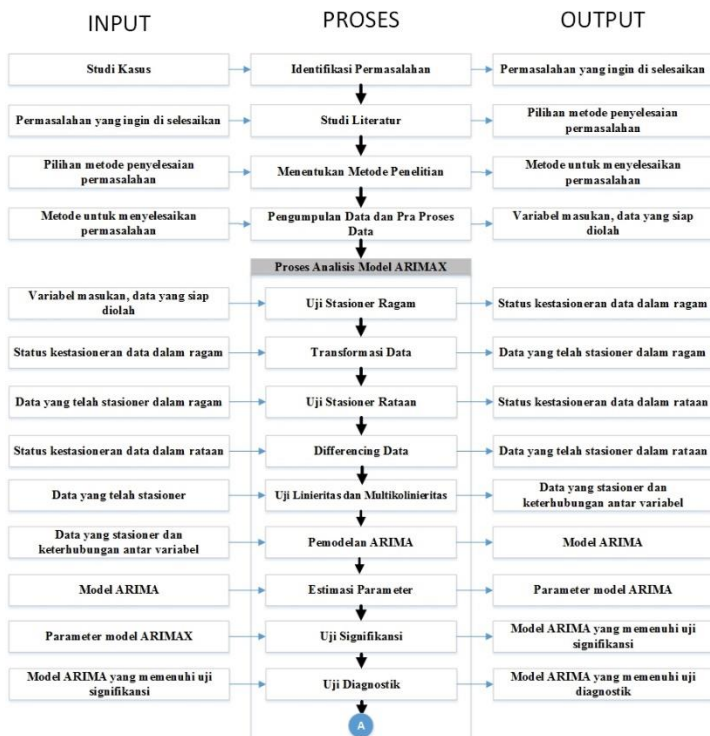 INPUT
PROSES
OUTPUT
Studi Kasus
Identifikasi Permasalahan
Permasalahan yang ingin di selesaikan
Permasalahan yang ingin di selesaikan
Studi Literatur
Pilihan metode penyelesaian
permasalahan
Pilihan metode penyelesaian
permasalahan
Menentukan Metode Penelitian
Metode untuk menyelesaikan
permasalahan
Metode untuk menyelesaikan
permasalahan
Pengumpulan Data dan Pra Proses
Data
Variabel masukan, data yang siap
diolah
Proses Analisis Model ARIMAX
Variabel masukan, data yang siap
diolah
Uji Stasioner Ragam
Status kestasioneran data dalam ragam
Status kestasioneran data dalam ragam
Transformasi Data
Data yang telah stasioner dalam ragam
Data yang telah stasioner dalam ragam
Uji Stasioner Rataan
Status kestasioneran data dalam rataan
Status kestasioneran data dalam rataan
Differencing Data
Data yang telah stasioner dalam rataan
Data yang telah stasioner
Uji Linieritas dan Multikolinieritas
Data yang stasioner dan
keterhubungan antar variabel
Data yang stasioner dan
keterhubungan antar variabel
Pemodelan ARIMA
Model ARIMA
Model ARIMA
Estimasi Parameter
Parameter model ARIMA
Parameter model ARIMAX
Uji Signifikansi
Model ARIMA yang memenuhi uji
signifikansi
Model ARIMA yang memenuhi uji
signifikansi
Uji Diagnostik
Model ARIMA yang memenuhi uji
diagnostik
A